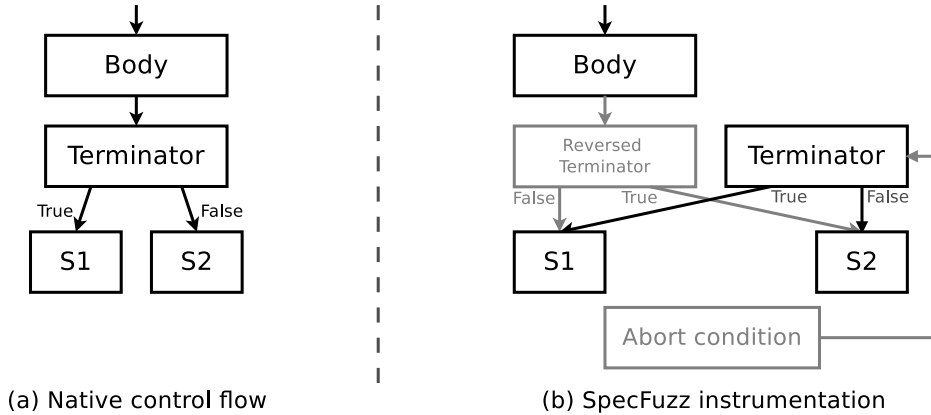 Body
Terminator
True
False
S1
S2
(a) Native control flow
Body
Reversed
Terminator
Terminator
False
True
True
False
S1
S2
Abort condition
(b) SpecFuzz instrumentation